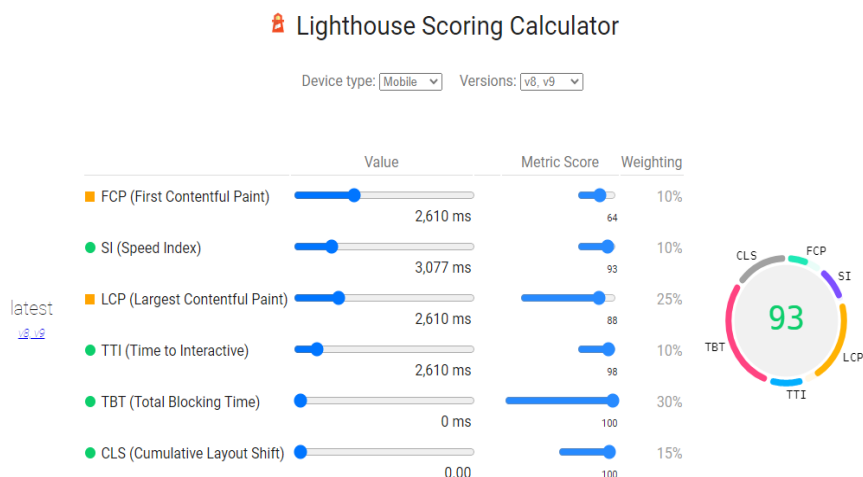 Lighthouse Scoring Calculator
Device type: Mobile Versions: v8, v9
Value Metric Score Weighting
FCP (First Contentful Paint) 10%
2,610 ms 64
SI (Speed Index) 10%
3,077 ms 93
latest
v8, v9
LCP (Largest Contentful Paint) 25%
2,610 ms 88
TTI (Time to Interactive) 10%
2,610 ms 98
TBT (Total Blocking Time) 30%
0 ms 100
CLS (Cumulative Layout Shift) 15%
0.00 100
CLS
FCP
SI
93
TBT
LCP
TTI